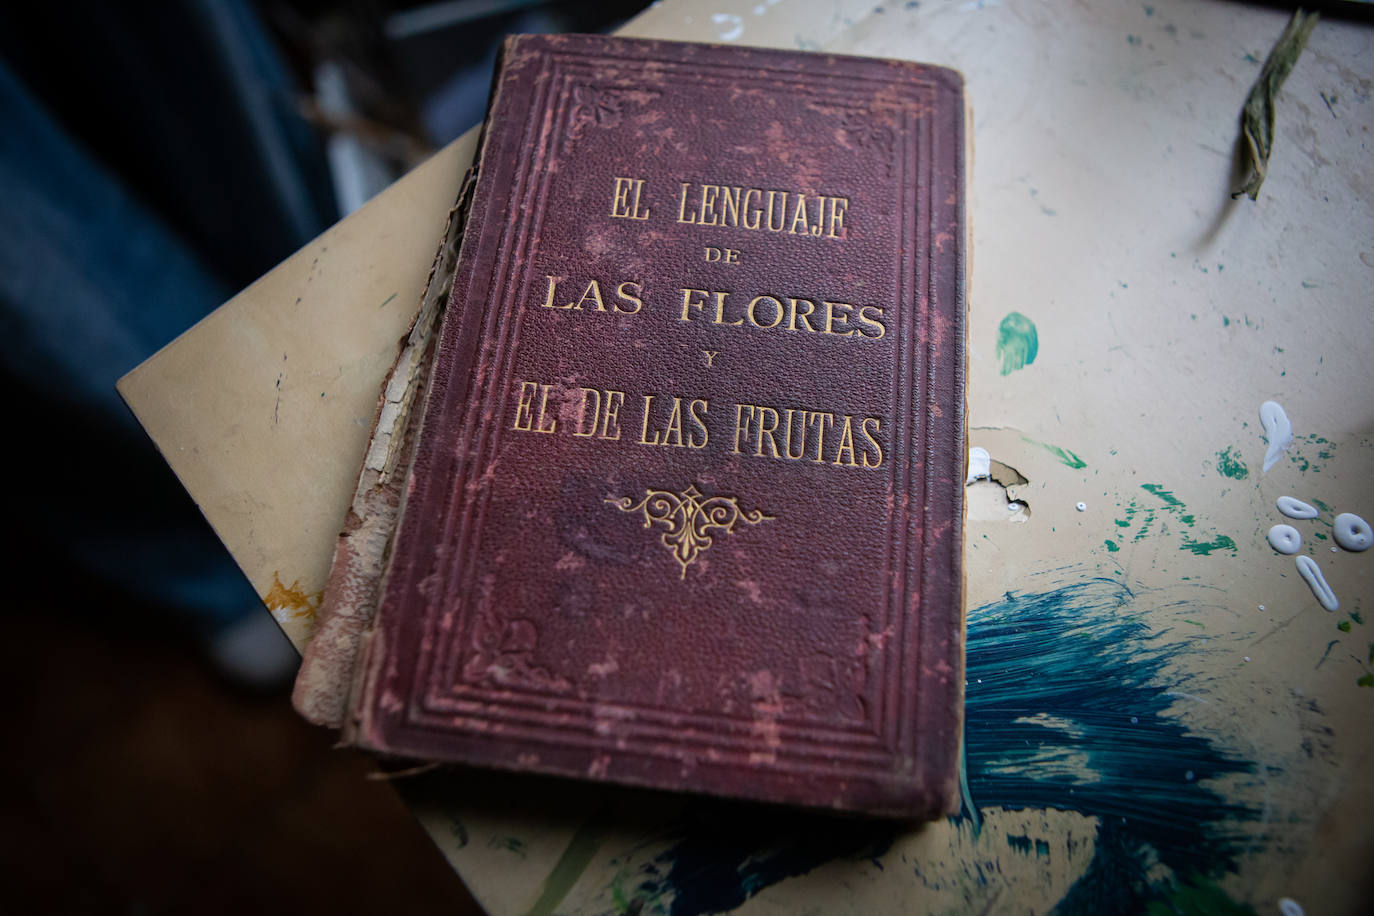 EL LENGUAJE
DE
LAS FLORES
Y
EL DE LAS FRUTAS